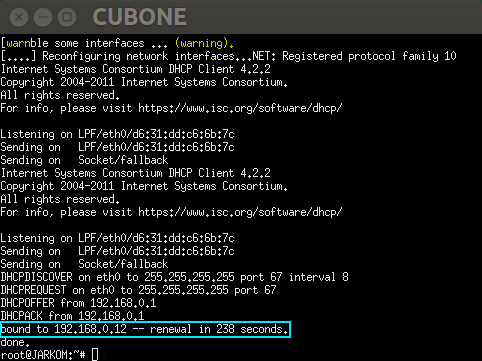 CUBONE
[warnble some interfaces ... (warning).
[....] Reconfiguring network interfaces...NET: Registered protocol family 10
Internet Systems Consortium DHCP Client 4.2.2
Copyright 2004-2011 Internet Systems Consortium.
All rights reserved.
For info, please visit https://www.isc.org/software/dhcp/
Listening on LPF/eth0/d6:31:dd:c6:6b:7c
Sending on   LPF/eth0/d6:31:dd:c6:6b:7c
Sending on   Socket/fallback
Internet Systems Consortium DHCP Client 4.2.2
Copyright 2004-2011 Internet Systems Consortium.
All rights reserved.
For info, please visit https://www.isc.org/software/dhcp/
Listening on LPF/eth0/d6:31:dd:c6:6b:7c
Sending on   LPF/eth0/d6:31:dd:c6:6b:7c
Sending on   Socket/fallback
DHCPDISCOVER on eth0 to 255.255.255.255 port 67 interval 8
DHCPREQUEST on eth0 to 255.255.255.255 port 67
DHCPOFFER from 192.168.0.1
DHCPACK from 192.168.0.1
bound to 192.168.0.12 -- renewal in 238 seconds.
done.
root@JARKOM:~#